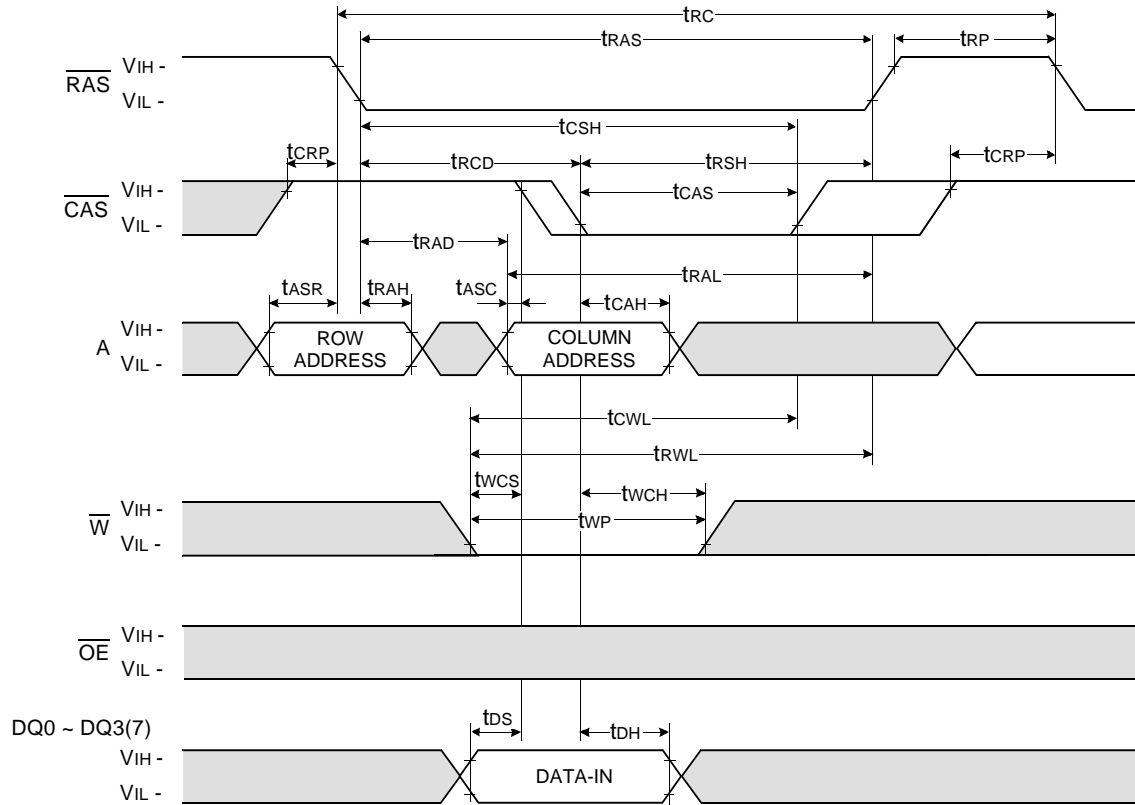 tRC
tRAS
tRP
RAS
VIH -
VIL -
tCSH
tCRP
tRCD
tRSH
tCRP
CAS
VIH -
VIL -
tCAS
tRAD
tRAL
tASR
tRAH
tASC
tCAH
A
VIH -
VIL -
ROW
ADDRESS
COLUMN
ADDRESS
tCWL
tRWL
tWCS
tWCH
W
VIH -
VIL -
tWP
OE
VIH -
VIL -
DQ0 ~ DQ3(7)
tDS
tDH
VIH -
VIL -
DATA-IN